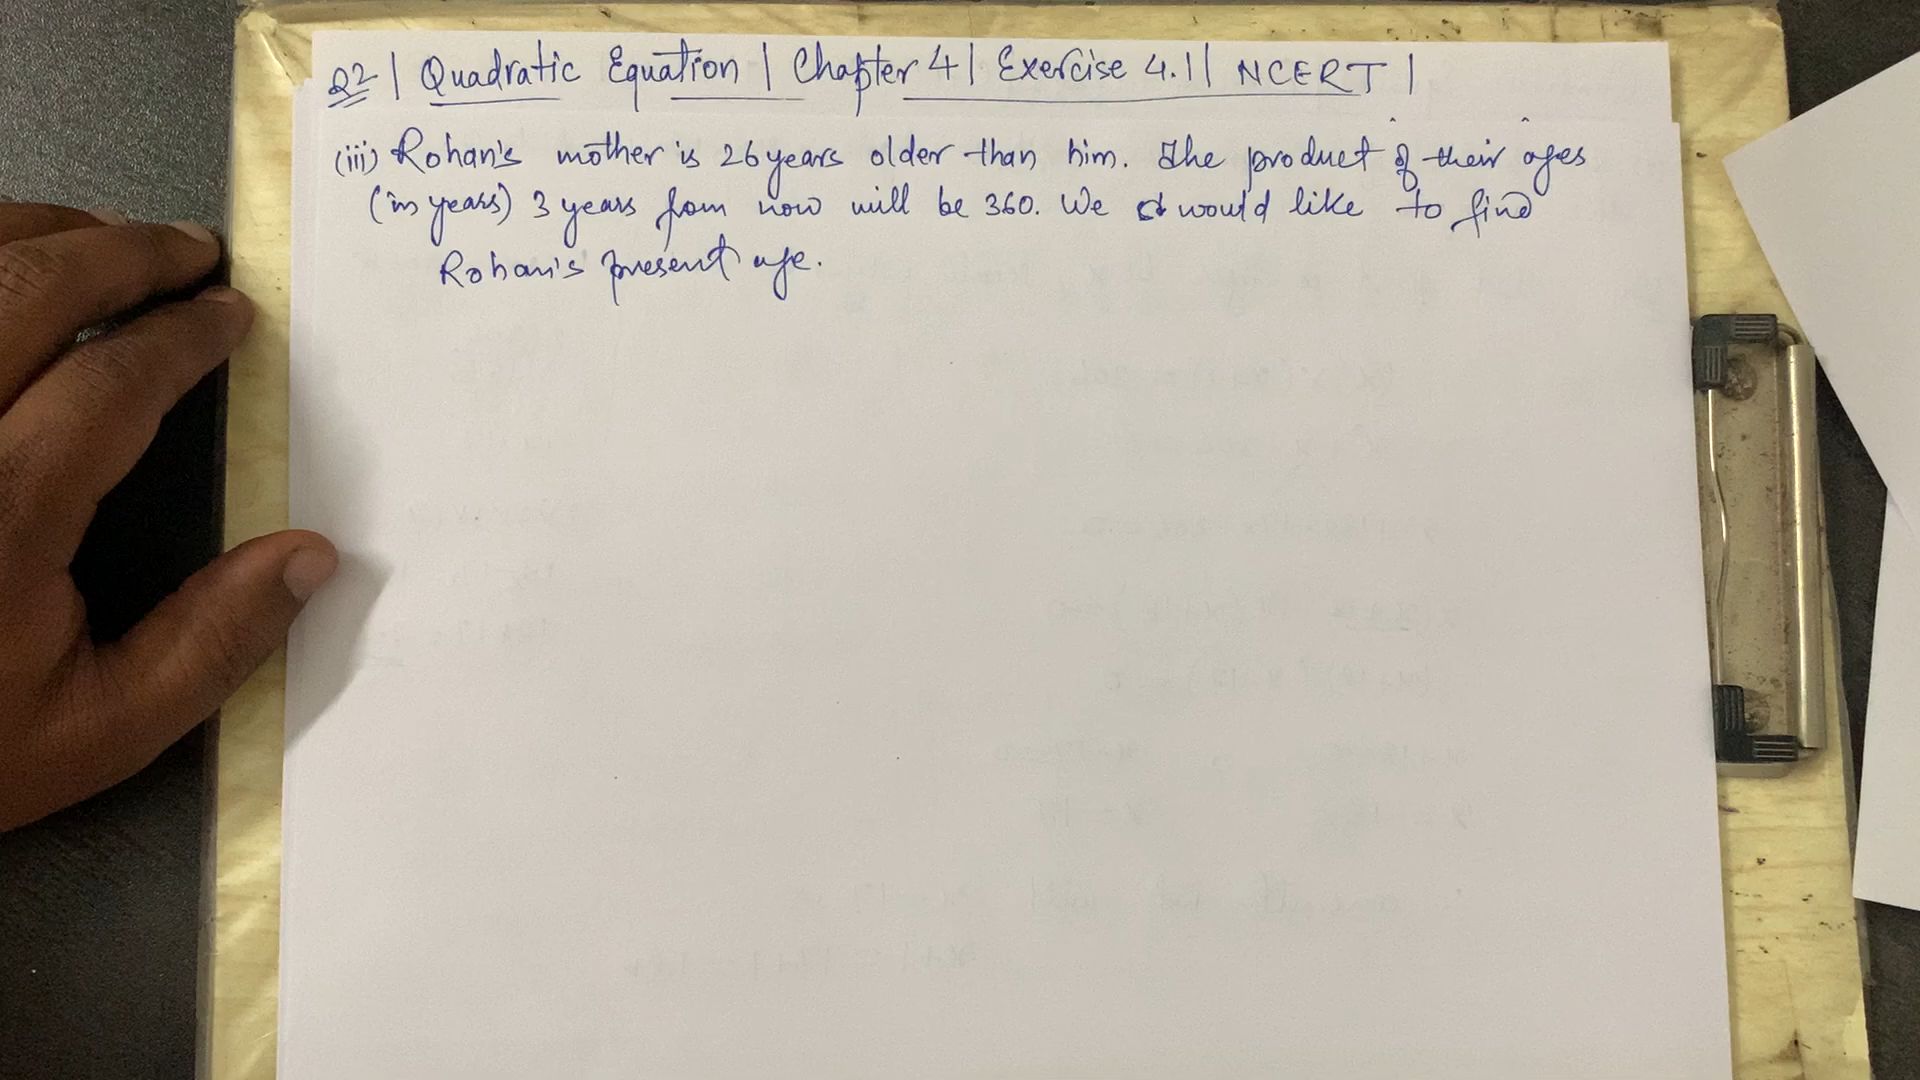 Q2 | Quadratic Equation | Chapter 4 | Exercise 4.1 | NCERT |
(iii) Rohan's mother is 26 years older than him. The product of their ages
(in years) 3 years from now will be 360. We would like to find
Rohan's present age.